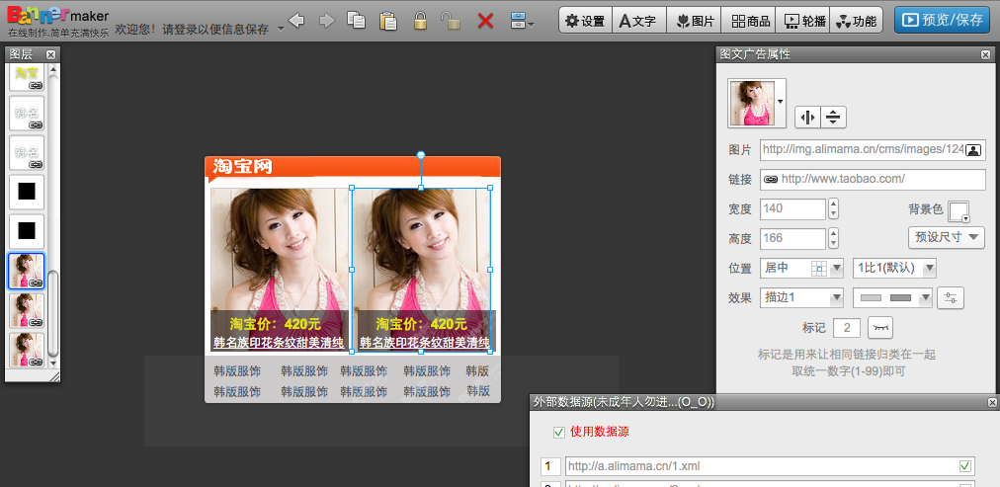 Banner maker
在线制作,简单充满快乐
欢迎您! 请登录以便信息保存
设置
文字
图片
商品
轮播
功能
预览/保存
图层
淘宝
韩名
韩名
淘宝网
淘宝价：420元
淘宝价：420元
韩名族印花条纹甜美清纯
韩名族印花条纹甜美清纯
韩版服饰 韩版服饰 韩版服饰 韩版服饰 韩版
韩版服饰 韩版服饰 韩版服饰 韩版服饰 韩版
图文广告属性
图片 http://img.alimama.cn/cms/images/124
链接 http://www.taobao.com/
宽度 140 背景色
高度 166 预设尺寸
位置 居中 1比1(默认)
效果 描边1
标记 2
标记是用来让相同链接归类在一起
取统一数字(1-99)即可
外部数据源(未成年人勿进...(O_O))
使用数据源
1 http://a.alimama.cn/1.xml